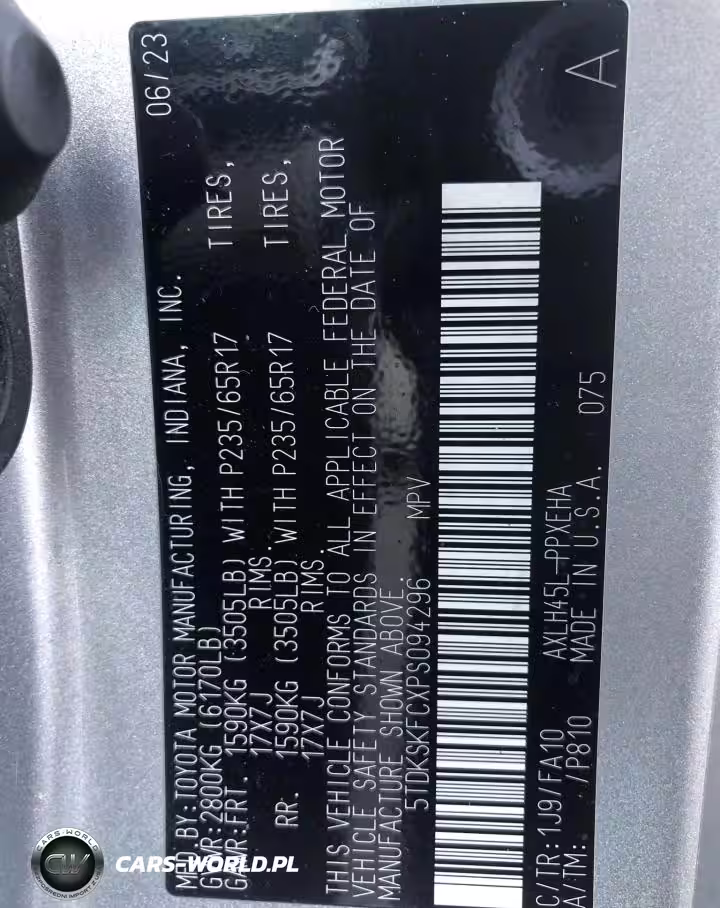 MFD. BY: TOYOTA MOTOR MANUFACTURING, INDIANA, INC. 06/23
GVWR: 2800KG (6170LB)
GAWR: FRT. 1590KG (3505LB) WITH P235/65R17 TIRES,
17X7J RIMS.
RR. 1590KG (3505LB) WITH P235/65R17 TIRES,
17X7J RIMS.
THIS VEHICLE CONFORMS TO ALL APPLICABLE FEDERAL MOTOR
VEHICLE SAFETY STANDARDS IN EFFECT ON THE DATE OF
MANUFACTURE SHOWN ABOVE.
5TDKSKFCXPS094296 MPV
C/TR: 1J9/FA10 AXLH45L-PPXEHA 075
A/TM: /P810 MADE IN U.S.A.
A
CARS-WORLD
CW
CARS-WORLD.PL